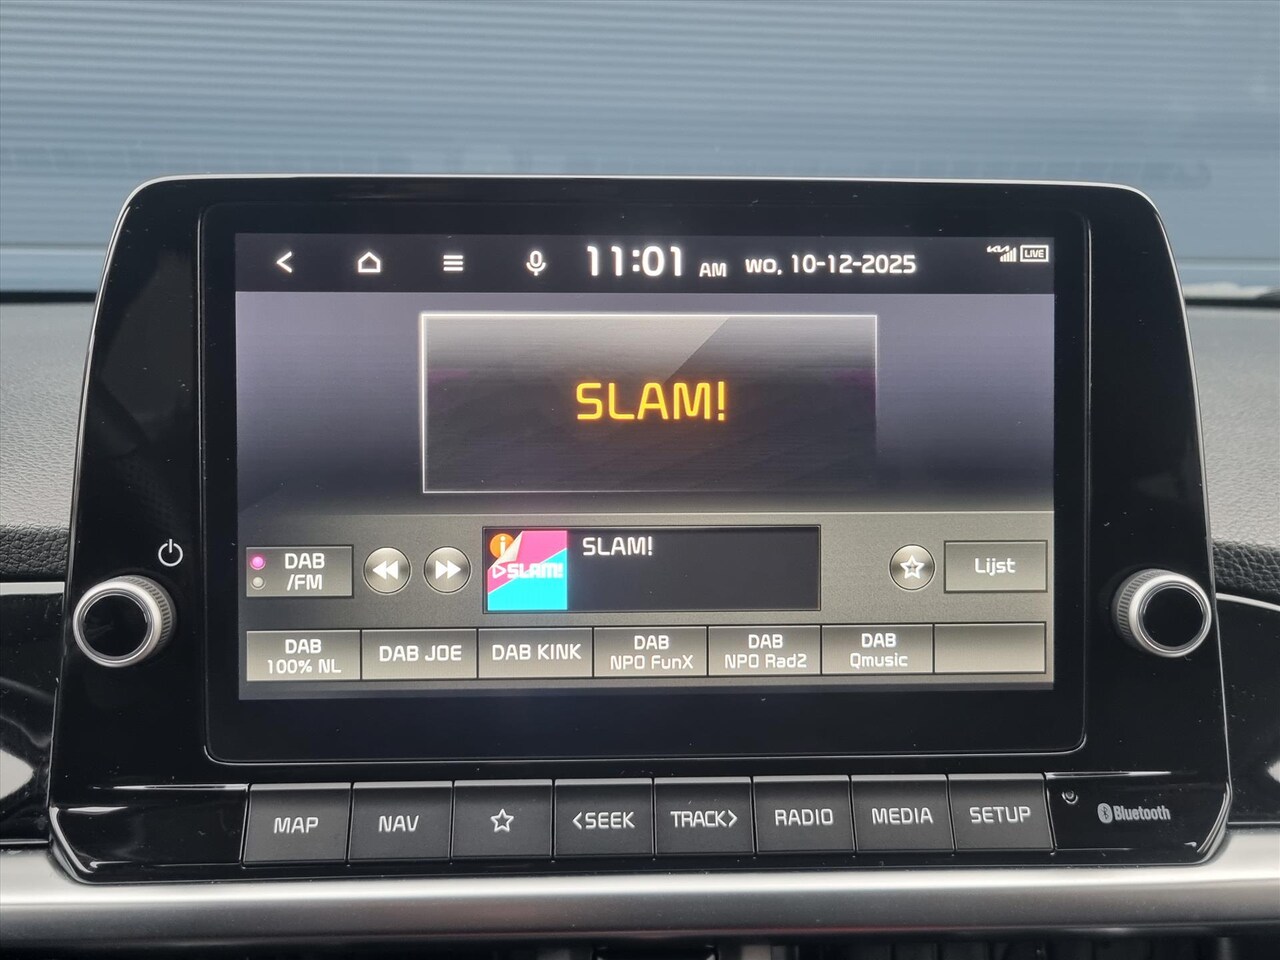 11:01 AM WO, 10-12-2025
KIA LIVE
SLAM!
DAB
/FM
SLAM!
SLAM!
Lijst
DAB
100% NL
DAB JOE
DAB KINK
DAB
NPO FunX
DAB
NPO Rad2
DAB
Qmusic
MAP
NAV
<SEEK
TRACK>
RADIO
MEDIA
SETUP
Bluetooth